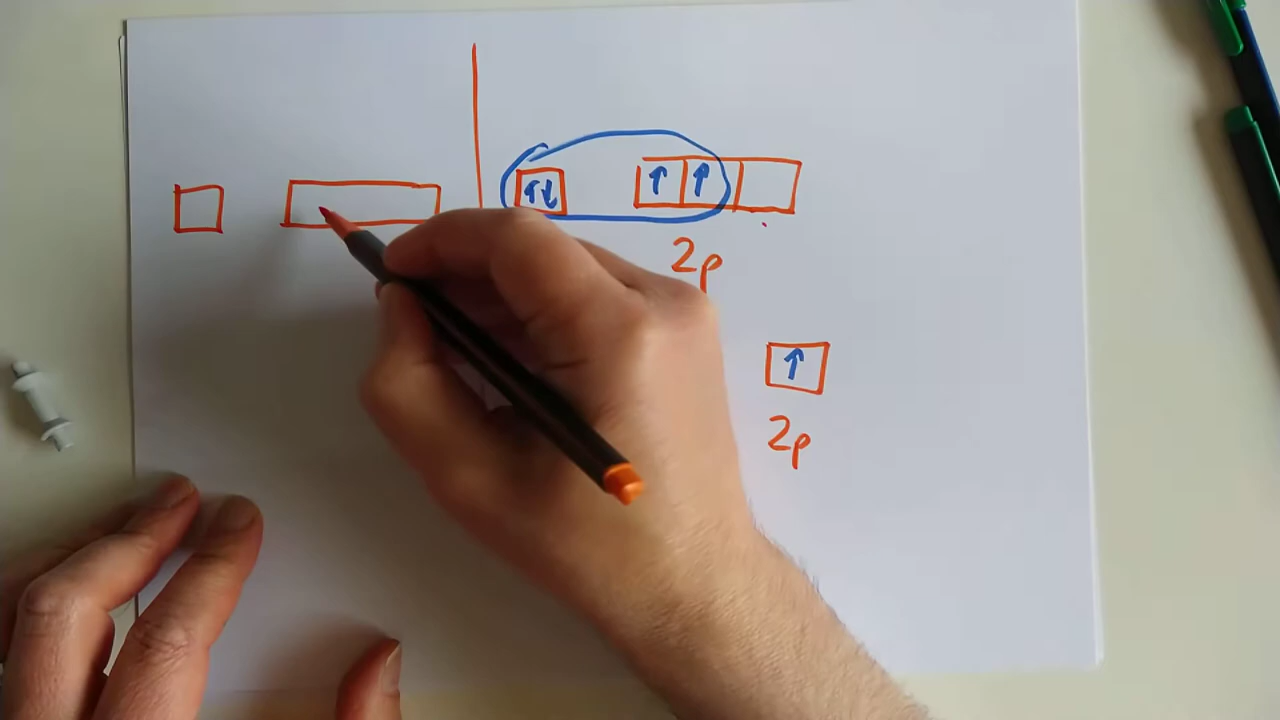 ↑↓ ↑ ↑
2p
↑
2p